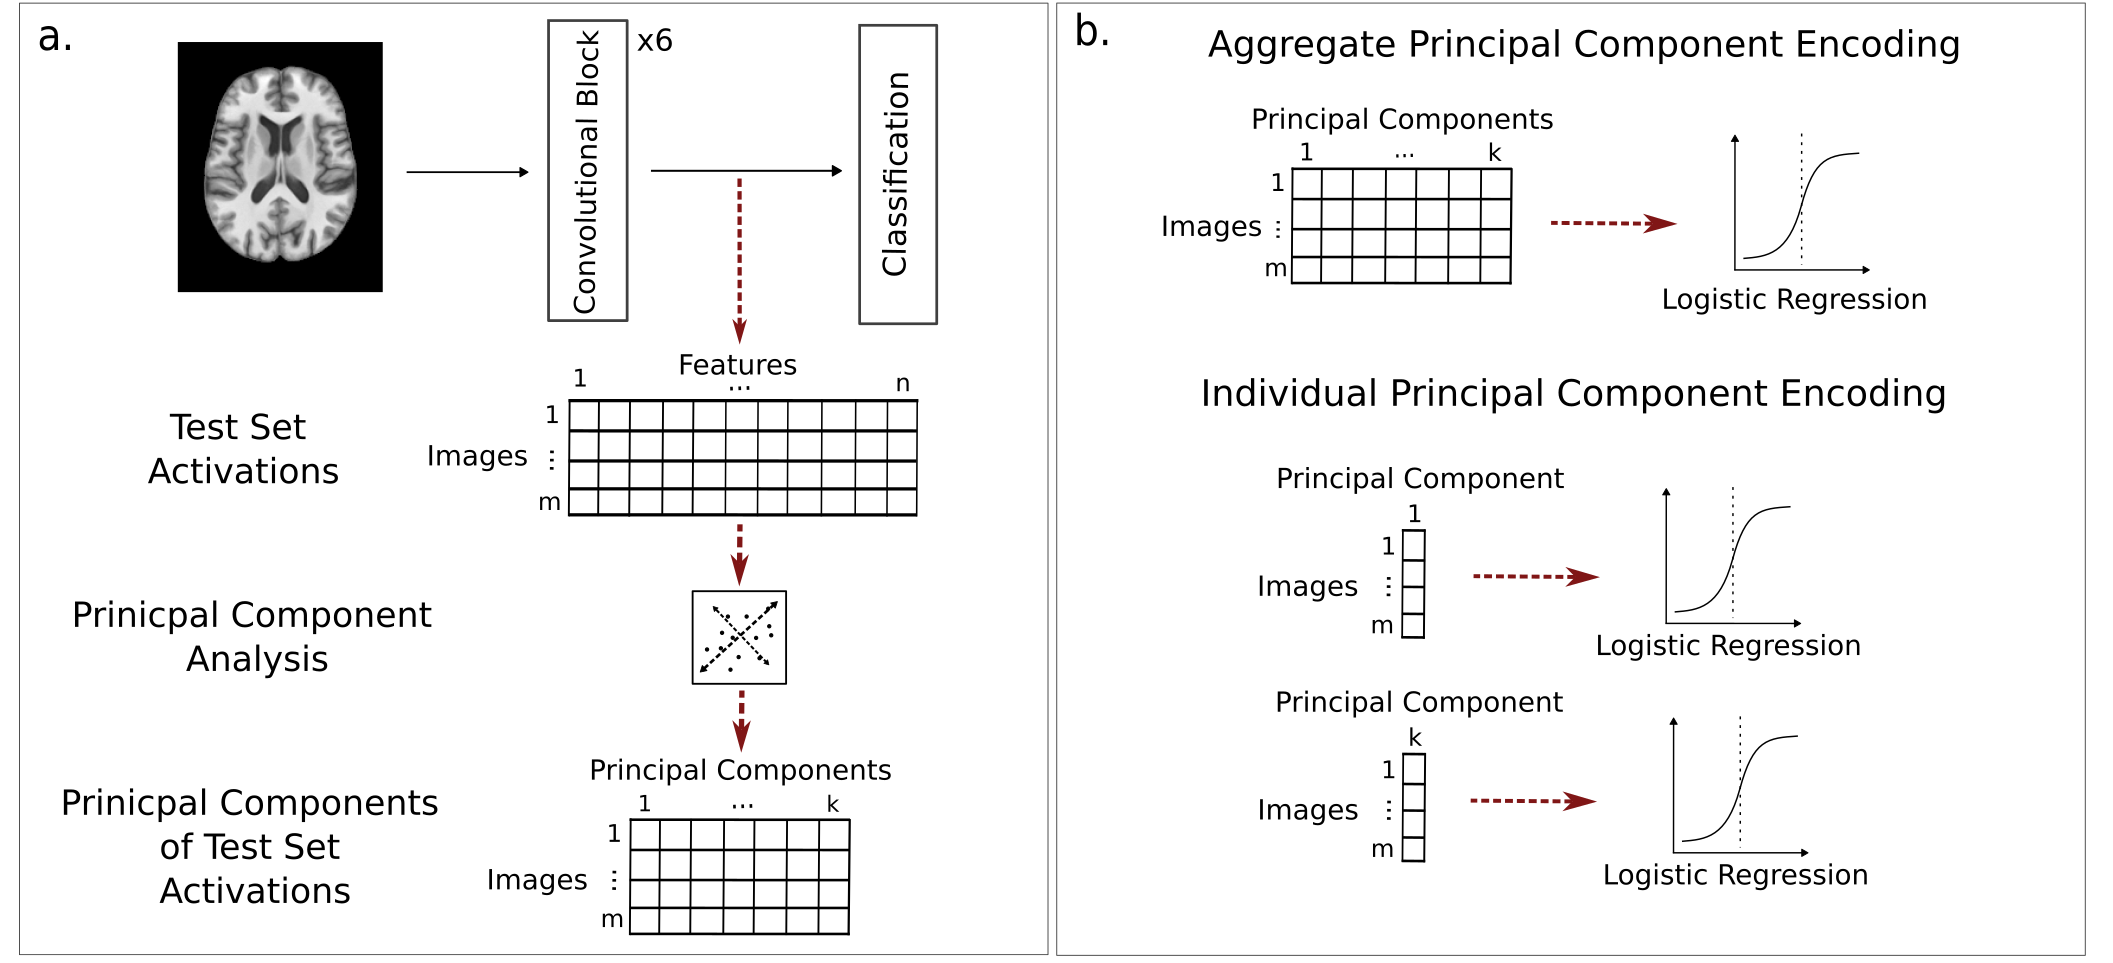 a.
Convolutional Block
x6
Classification
Features
1 ... n
1
Images ⋮
m
Test Set
Activations
Prinicpal Component
Analysis
Principal Components
1 ... k
1
Images ⋮
m
Prinicpal Components
of Test Set
Activations
b.
Aggregate Principal Component Encoding
Principal Components
1 ... k
1
Images ⋮
m
Logistic Regression
Individual Principal Component Encoding
Principal Component
1
1
Images ⋮
m
Logistic Regression
Principal Component
k
1
Images ⋮
m
Logistic Regression